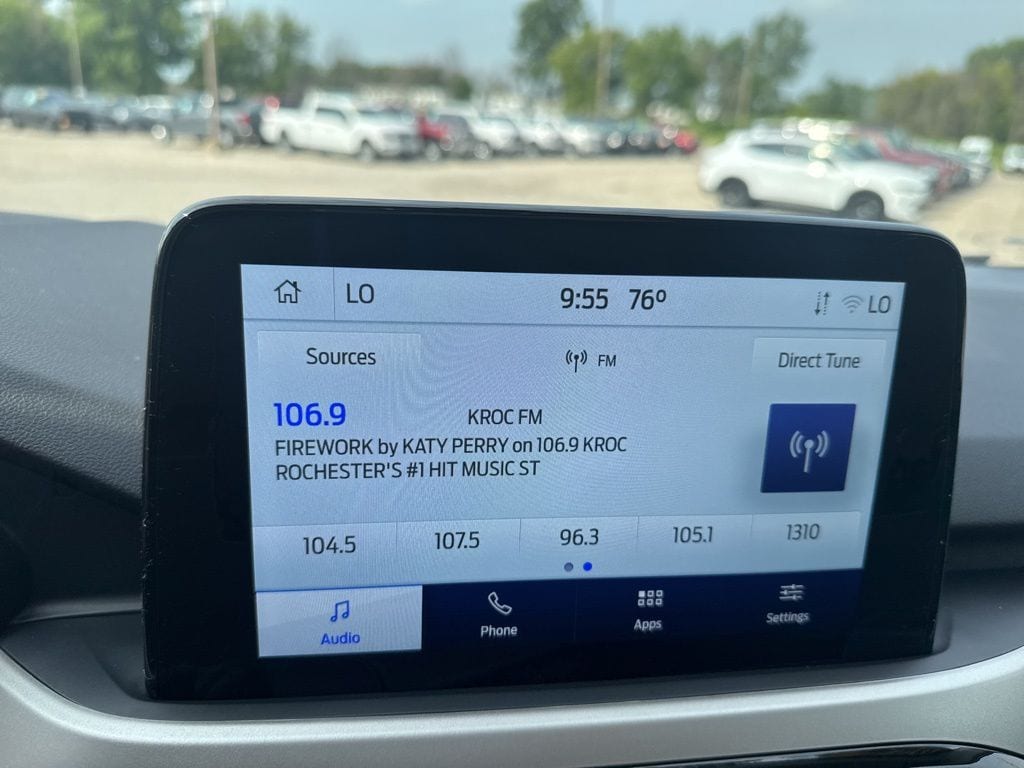 LO 9:55 76° LO
Sources FM Direct Tune
106.9 KROC FM
FIREWORK by KATY PERRY on 106.9 KROC
ROCHESTER'S #1 HIT MUSIC ST
104.5 107.5 96.3 105.1 1310
Audio Phone Apps Settings